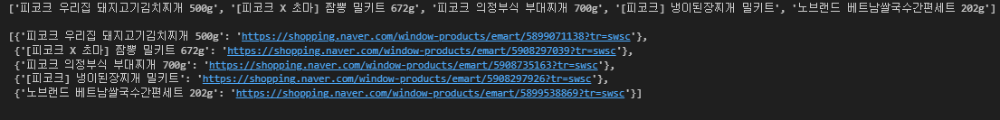 ['피코크 우리집 돼지고기김치찌개 500g', '[피코크 X 초마] 짬뽕 밀키트 672g', '피코크 의정부식 부대찌개 700g', '[피코크] 냉이된장찌개 밀키트', '노브랜드 베트남쌀국수간편세트 202g']
[{'피코크 우리집 돼지고기김치찌개 500g': 'https://shopping.naver.com/window-products/emart/5899071138?tr=swsc'},
{'[피코크 X 초마] 짬뽕 밀키트 672g': 'https://shopping.naver.com/window-products/emart/5908297039?tr=swsc'},
{'피코크 의정부식 부대찌개 700g': 'https://shopping.naver.com/window-products/emart/5908735163?tr=swsc'},
{'[피코크] 냉이된장찌개 밀키트': 'https://shopping.naver.com/window-products/emart/5908297926?tr=swsc'},
{'노브랜드 베트남쌀국수간편세트 202g': 'https://shopping.naver.com/window-products/emart/5899538869?tr=swsc'}]